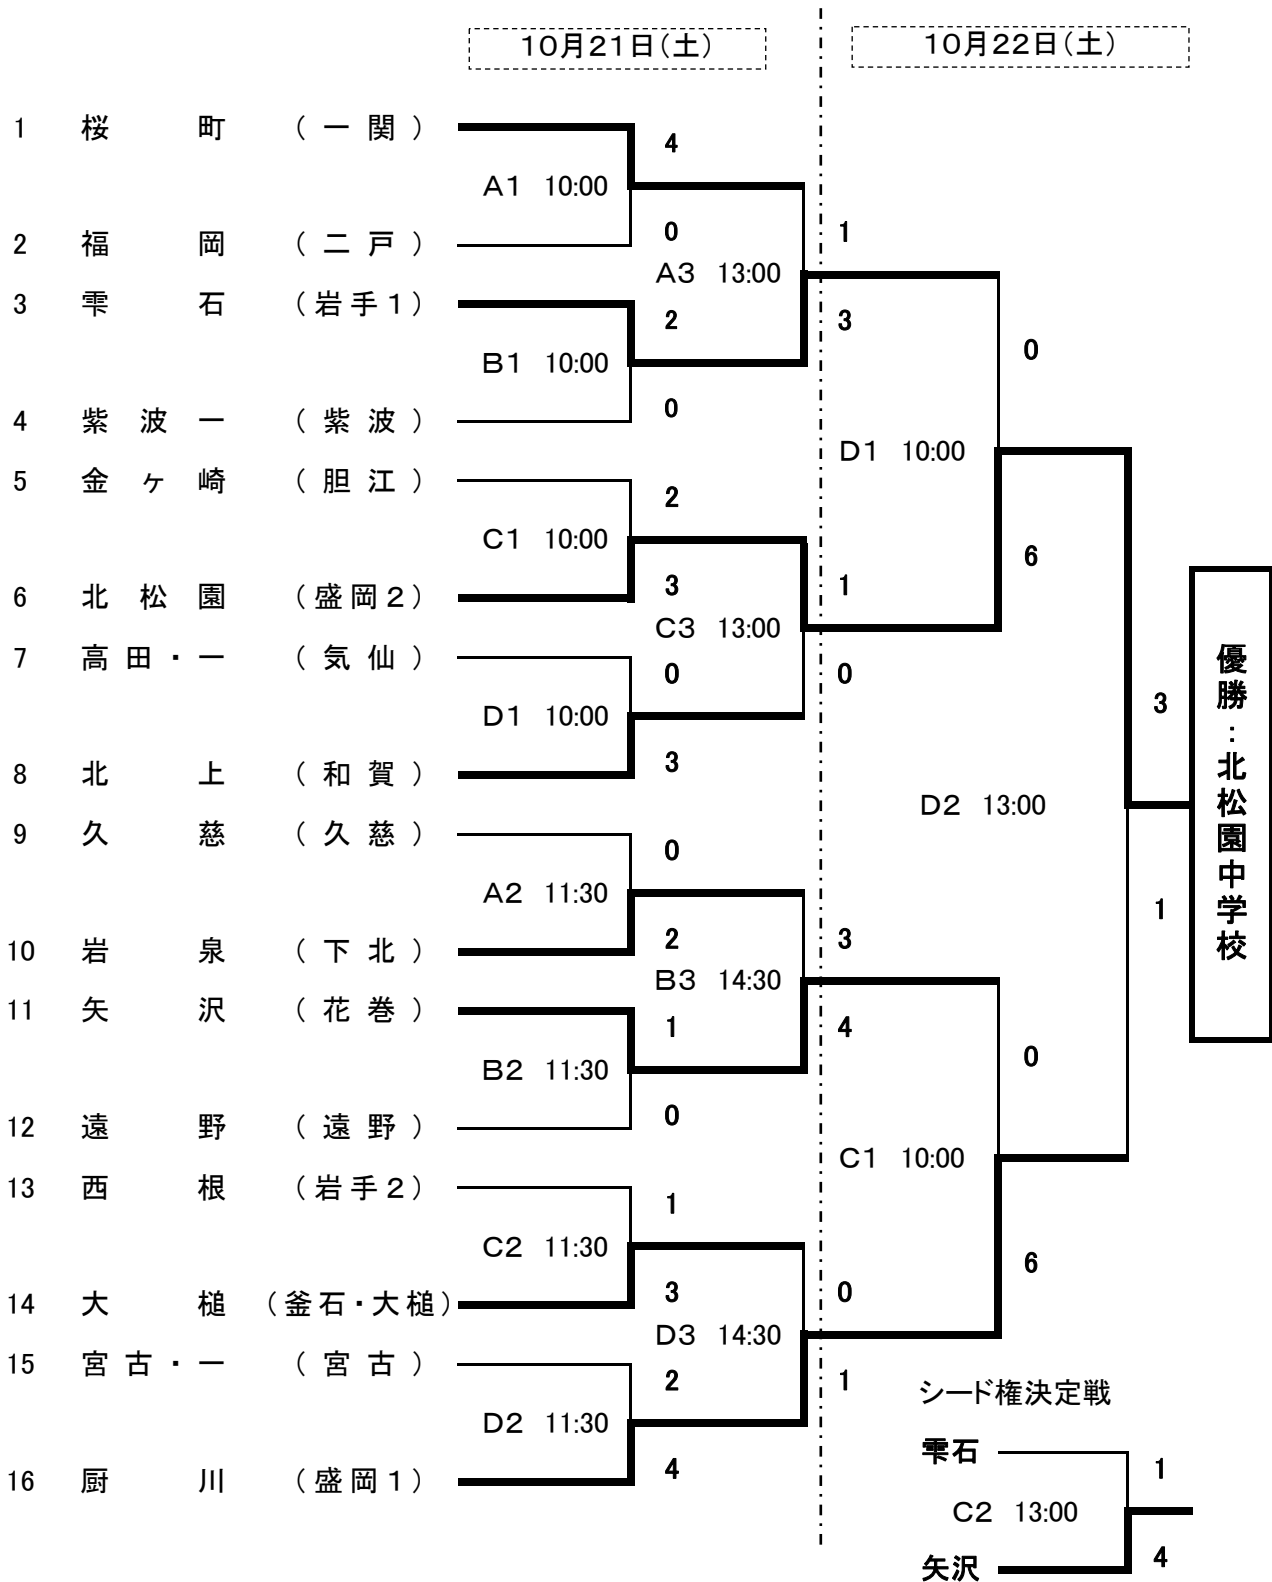 10月21日(土) 10月22日(土)
1 桜町 (一関)
4
A1 10:00
2 福岡 (二戸)
0
1
A3 13:00
3 雫石 (岩手1)
2
3
0
B1 10:00
4 紫波一 (紫波)
0
D1 10:00
5 金ヶ崎 (胆江)
2
C1 10:00
6
6 北松園 (盛岡2)
3
1
C3 13:00
7 高田・一 (気仙)
0
0
D1 10:00
3
8 北上 (和賀)
3
D2 13:00
優勝:北松園中学校
9 久慈 (久慈)
0
A2 11:30
1
10 岩泉 (下北)
2
3
B3 14:30
11 矢沢 (花巻)
1
4
0
B2 11:30
12 遠野 (遠野)
0
C1 10:00
13 西根 (岩手2)
1
C2 11:30
6
14 大槌 (釜石・大槌)
3
0
D3 14:30
15 宮古・一 (宮古)
2
1
シード権決定戦
D2 11:30
雫石
1
16 厨川 (盛岡1)
4
C2 13:00
矢沢
4